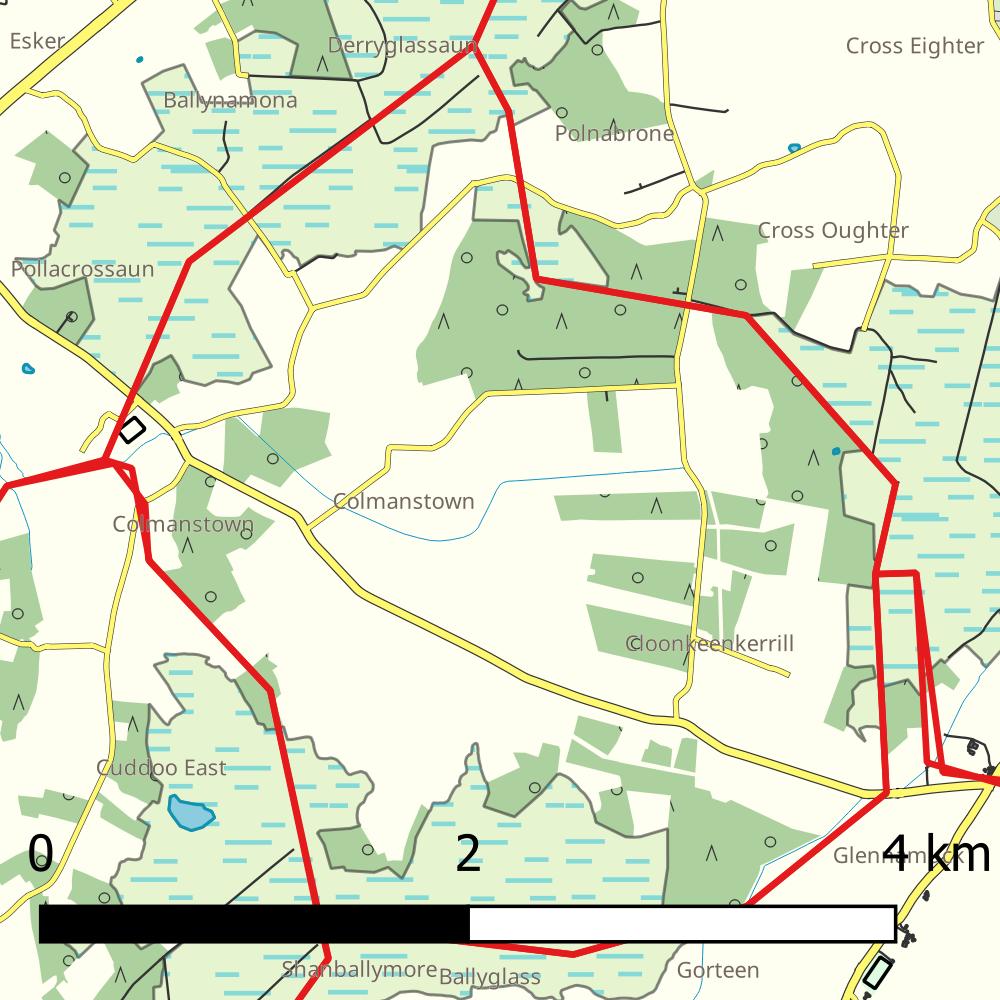 Esker
Derryglassaun
Cross Eighter
Ballynamona
Polnabrone
Cross Oughter
Pollacrossaun
Colmanstown
Colmanstown
Cloonkeenkerrill
Cuddoo East
0
2
4 km
Glennamuck
Shanballymore
Ballyglass
Gorteen